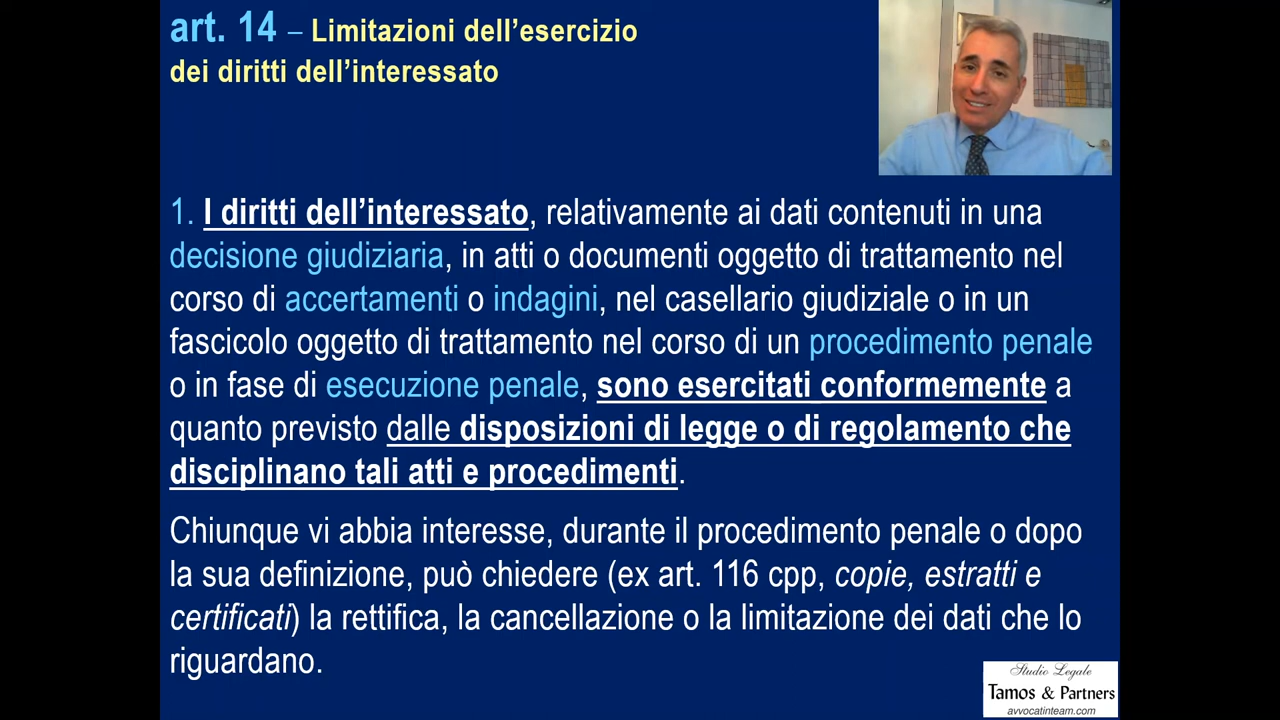 art. 14 – Limitazioni dell’esercizio
dei diritti dell’interessato
1. I diritti dell’interessato, relativamente ai dati contenuti in una
decisione giudiziaria, in atti o documenti oggetto di trattamento nel
corso di accertamenti o indagini, nel casellario giudiziale o in un
fascicolo oggetto di trattamento nel corso di un procedimento penale
o in fase di esecuzione penale, sono esercitati conformemente a
quanto previsto dalle disposizioni di legge o di regolamento che
disciplinano tali atti e procedimenti.
Chiunque vi abbia interesse, durante il procedimento penale o dopo
la sua definizione, può chiedere (ex art. 116 cpp, copie, estratti e
certificati) la rettifica, la cancellazione o la limitazione dei dati che lo
riguardano.
Studio Legale
Tamos & Partners
avvocatinteam.com